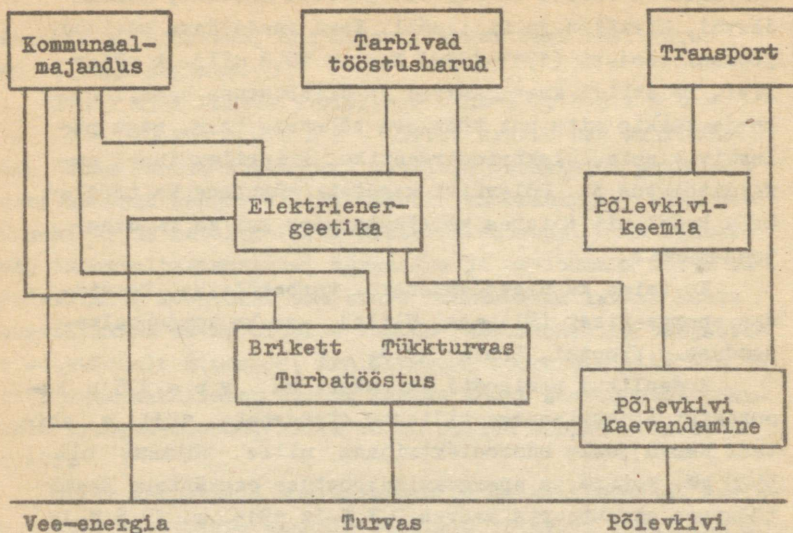 Kommunaal-
majandus
Tarbivad
tööstusharud
Transport
Elektriener-
geetika
Põlevkivi-
keemia
Brikett Tükkturvas
Turbatööstus
Põlevkivi
kaevandamine
Vee-energia Turvas Põlevkivi